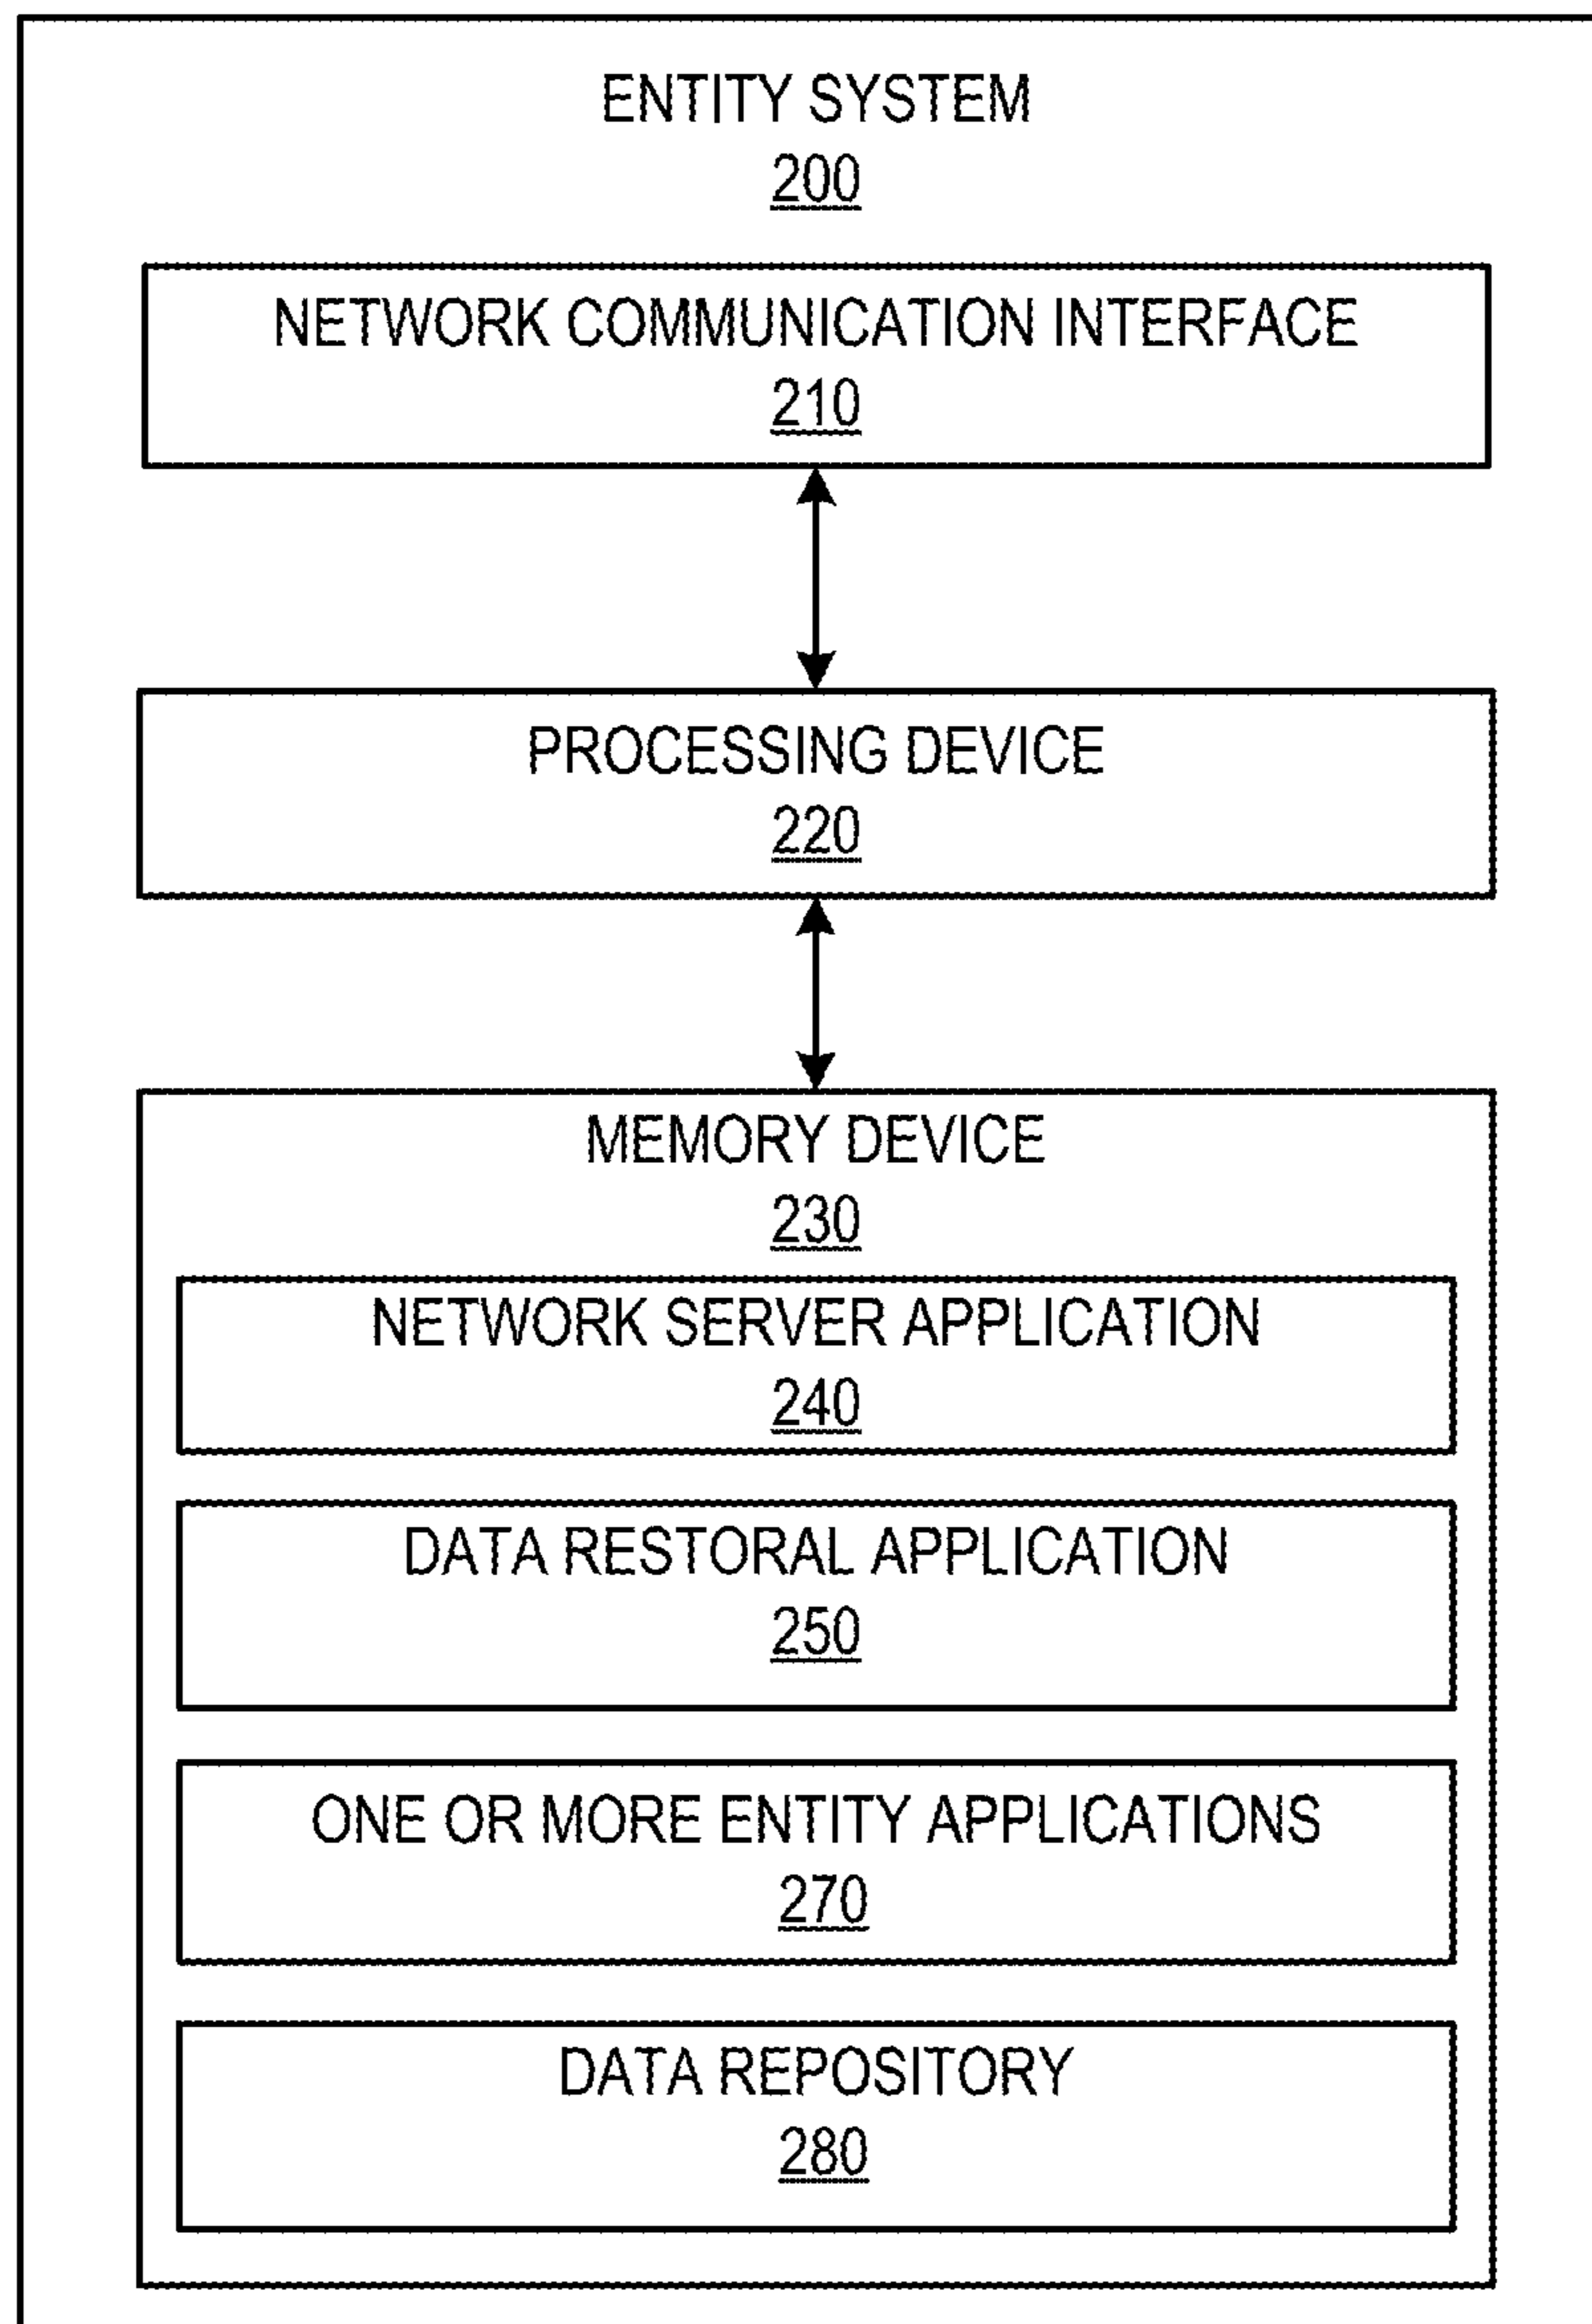 ENTITY SYSTEM
200
NETWORK COMMUNICATION INTERFACE
210
PROCESSING DEVICE
220
MEMORY DEVICE
230
NETWORK SERVER APPLICATION
240
DATA RESTORAL APPLICATION
250
ONE OR MORE ENTITY APPLICATIONS
270
DATA REPOSITORY
280